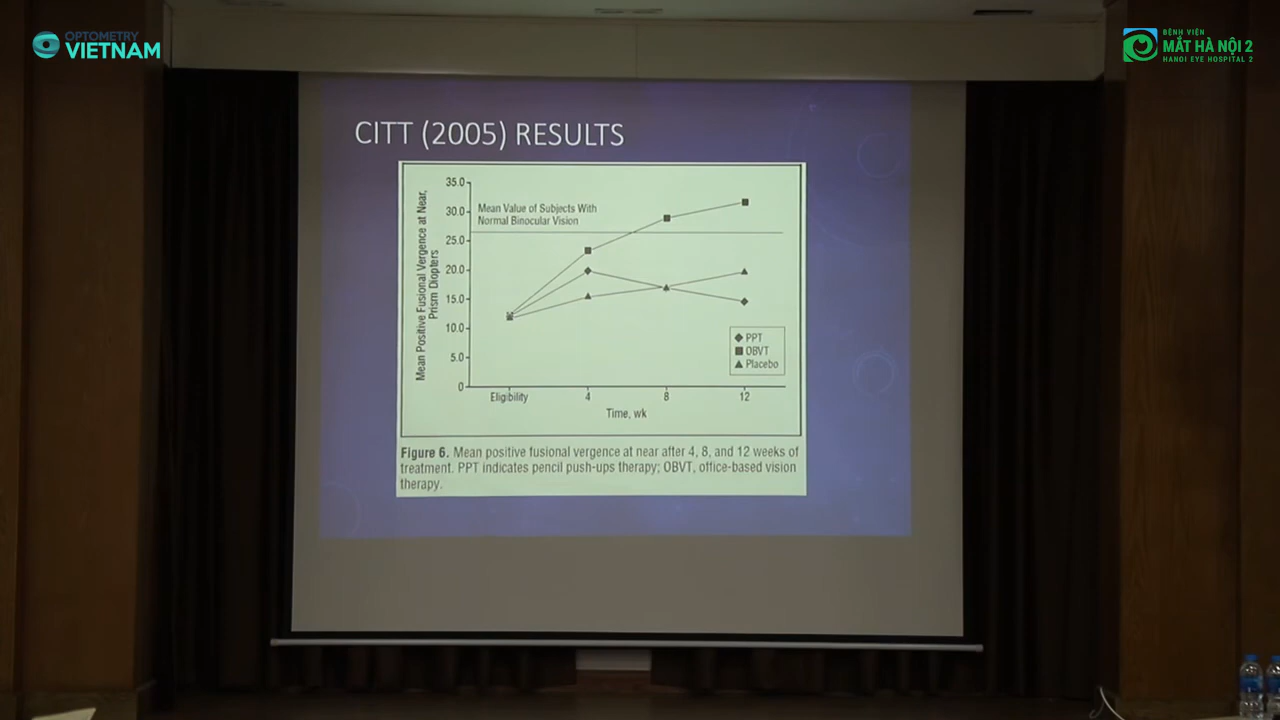 OPTOMETRY
VIETNAM
BỆNH VIỆN
MẮT HÀ NỘI 2
HANOI EYE HOSPITAL 2
CITT (2005) RESULTS
Mean Positive Fusional Vergence at Near,
Prism Diopters
35.0
30.0
25.0
20.0
15.0
10.0
5.0
0
Mean Value of Subjects With
Normal Binocular Vision
PPT
OBVT
Placebo
Eligibility 4 8 12
Time, wk
Figure 6. Mean positive fusional vergence at near after 4, 8, and 12 weeks of
treatment. PPT indicates pencil push-ups therapy; OBVT, office-based vision
therapy.